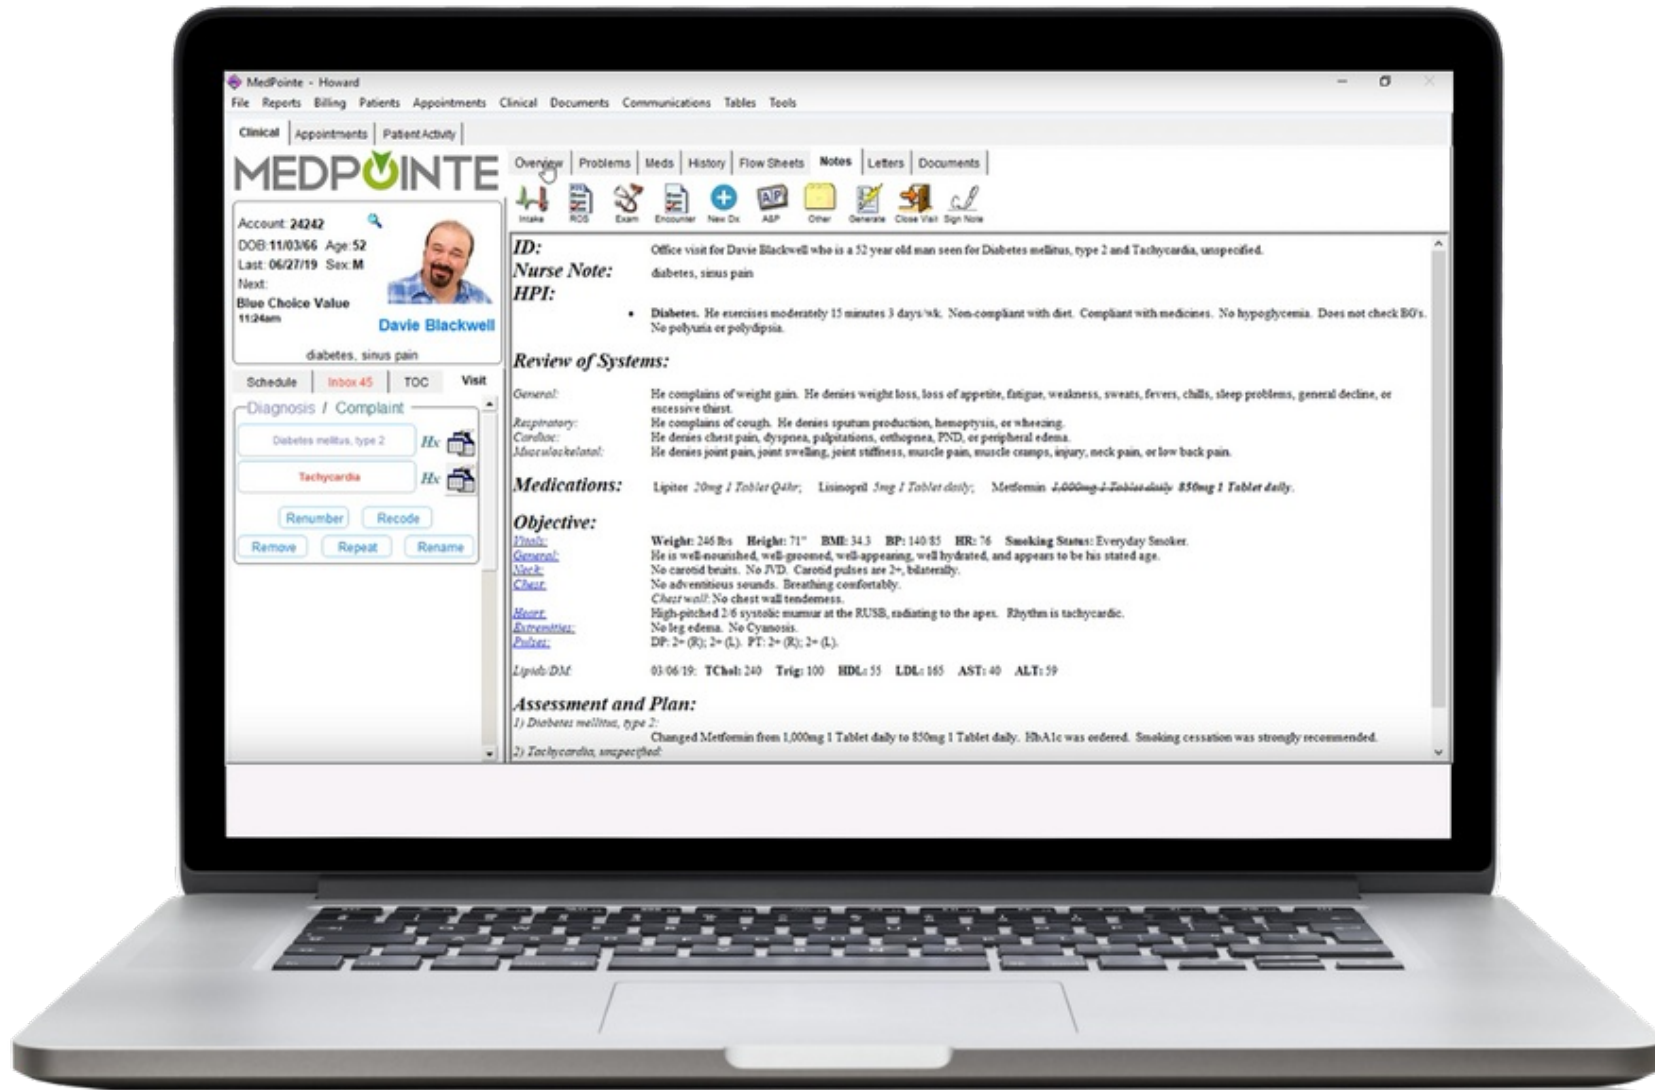 MedPointe - Howard
File Reports Billing Patients Appointments Clinical Documents Communications Tables Tools
Clinical Appointments Patient Activity
MEDPOINTE
Account: 24242
DOB: 11/03/66 Age: 52
Last: 06/27/19 Sex: M
Next:
Blue Choice Value
11:24am
Davie Blackwell
diabetes, sinus pain
Schedule Inbox 45 TOC Visit
Diagnosis / Complaint
Diabetes mellitus, type 2 Hx
Tachycardia Hx
Renumber Recode
Remove Repeat Rename
Overview Problems Meds History Flow Sheets Notes Letters Documents
Intake ROS Exam Encounter New Dx A&P Other Generate Close Visit Sign Note
ID: Office visit for Davie Blackwell who is a 52 year old man seen for Diabetes mellitus, type 2 and Tachycardia, unspecified.
Nurse Note: diabetes, sinus pain
HPI:
• Diabetes. He exercises moderately 15 minutes 3 days/wk. Non-compliant with diet. Compliant with medicines. No hypoglycemia. Does not check BG's.
No polyuria or polydipsia.
Review of Systems:
General: He complains of weight gain. He denies weight loss, loss of appetite, fatigue, weakness, sweats, fevers, chills, sleep problems, general decline, or
excessive thirst.
Respiratory: He complains of cough. He denies sputum production, hemoptysis, or wheezing.
Cardiac: He denies chest pain, dyspnea, palpitations, orthopnea, PND, or peripheral edema.
Musculoskeletal: He denies joint pain, joint swelling, joint stiffness, muscle pain, muscle cramps, injury, neck pain, or low back pain.
Medications: Lipitor 20mg 1 Tablet Q4hr; Lisinopril 5mg 1 Tablet daily; Metformin 1,000mg 1 Tablet daily 850mg 1 Tablet daily.
Objective:
Vitals: Weight: 246 lbs Height: 71" BMI: 34.3 BP: 140/85 HR: 76 Smoking Status: Everyday Smoker.
General: He is well-nourished, well-groomed, well-appearing, well hydrated, and appears to be his stated age.
Neck: No carotid bruits. No JVD. Carotid pulses are 2+, bilaterally.
Chest: No adventitious sounds. Breathing comfortably.
Chest wall: No chest wall tenderness.
Heart: High-pitched 2/6 systolic murmur at the RUSB, radiating to the apex. Rhythm is tachycardic.
Extremities: No leg edema. No Cyanosis.
Pulses: DP: 2+ (R); 2+ (L). PT: 2+ (R); 2+ (L).
Lipids/DM: 03/06/19: TChol: 240 Trig: 100 HDL: 55 LDL: 165 AST: 40 ALT: 59
Assessment and Plan:
1) Diabetes mellitus, type 2:
Changed Metformin from 1,000mg 1 Tablet daily to 850mg 1 Tablet daily. HbA1c was ordered. Smoking cessation was strongly recommended.
2) Tachycardia, unspecified: